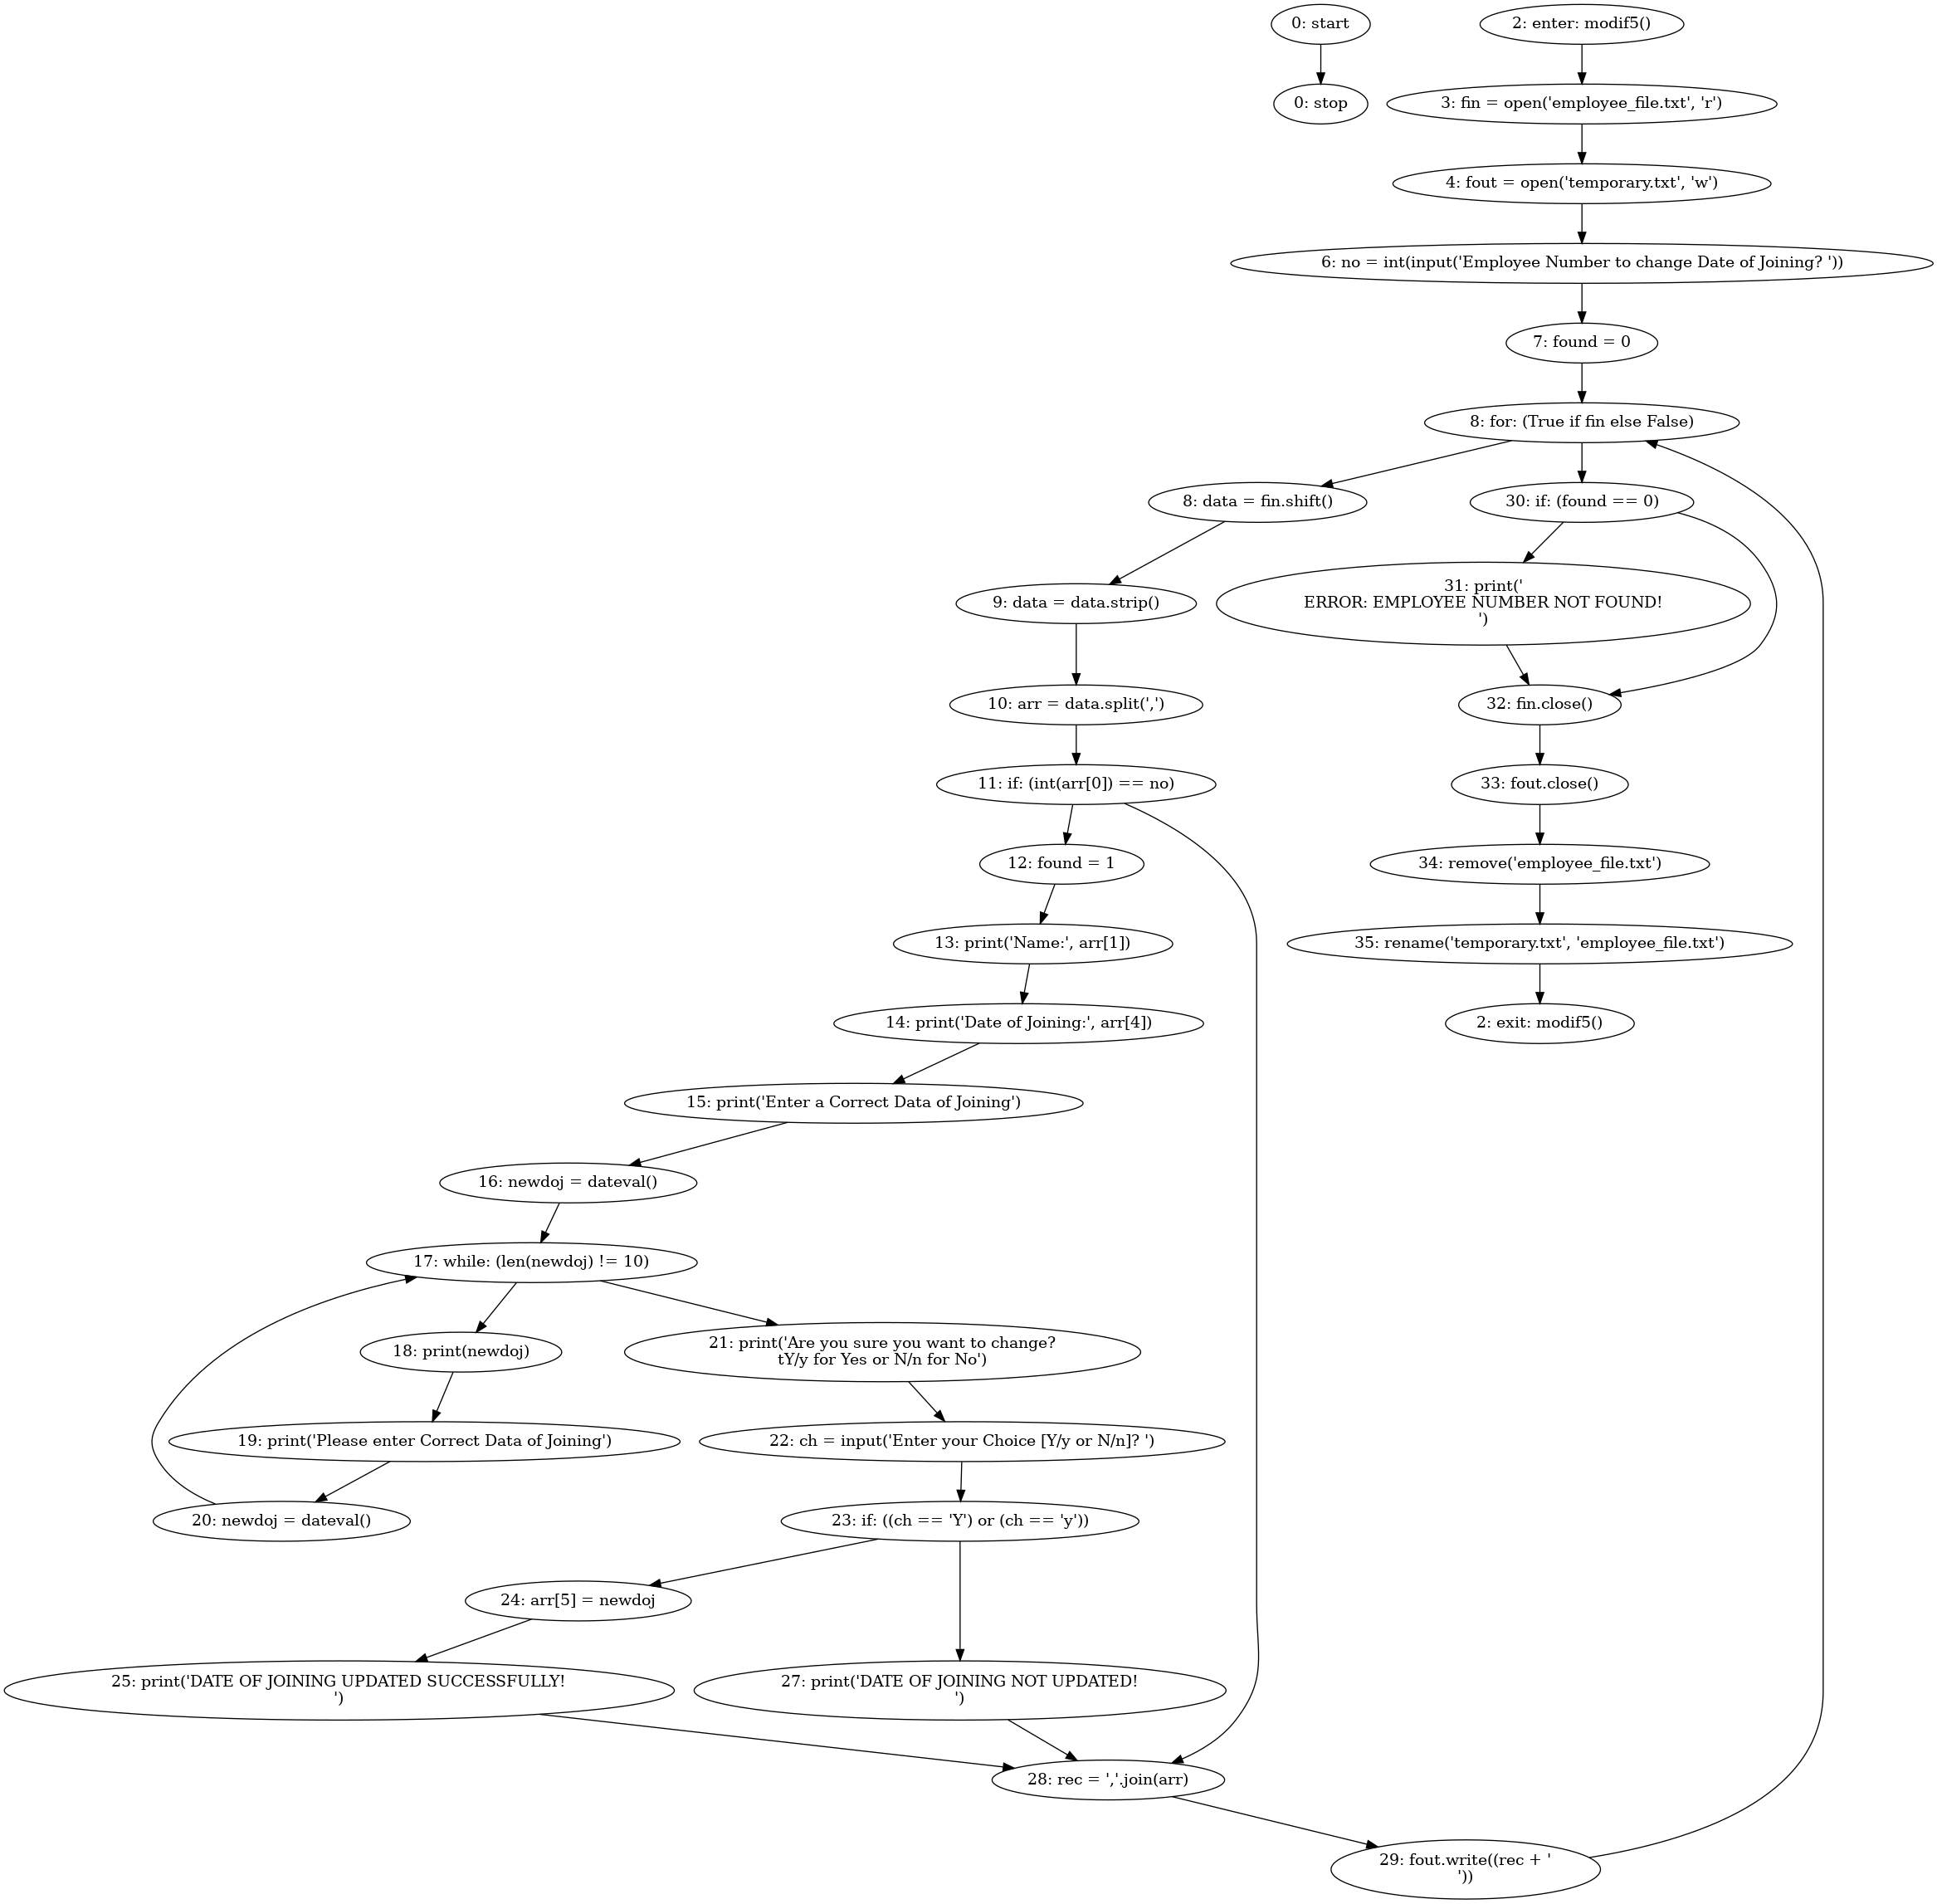 0: start
0: stop
2: enter: modif5()
3: fin = open('employee_file.txt', 'r')
4: fout = open('temporary.txt', 'w')
6: no = int(input('Employee Number to change Date of Joining? '))
7: found = 0
8: for: (True if fin else False)
8: data = fin.shift()
30: if: (found == 0)
9: data = data.strip()
31: print('
ERROR: EMPLOYEE NUMBER NOT FOUND!
')
10: arr = data.split(',')
32: fin.close()
11: if: (int(arr[0]) == no)
33: fout.close()
12: found = 1
34: remove('employee_file.txt')
13: print('Name:', arr[1])
35: rename('temporary.txt', 'employee_file.txt')
14: print('Date of Joining:', arr[4])
2: exit: modif5()
15: print('Enter a Correct Data of Joining')
16: newdoj = dateval()
17: while: (len(newdoj) != 10)
18: print(newdoj)
21: print('Are you sure you want to change?
tY/y for Yes or N/n for No')
19: print('Please enter Correct Data of Joining')
22: ch = input('Enter your Choice [Y/y or N/n]? ')
20: newdoj = dateval()
23: if: ((ch == 'Y') or (ch == 'y'))
24: arr[5] = newdoj
25: print('DATE OF JOINING UPDATED SUCCESSFULLY!
')
27: print('DATE OF JOINING NOT UPDATED!
')
28: rec = ','.join(arr)
29: fout.write((rec + '
'))